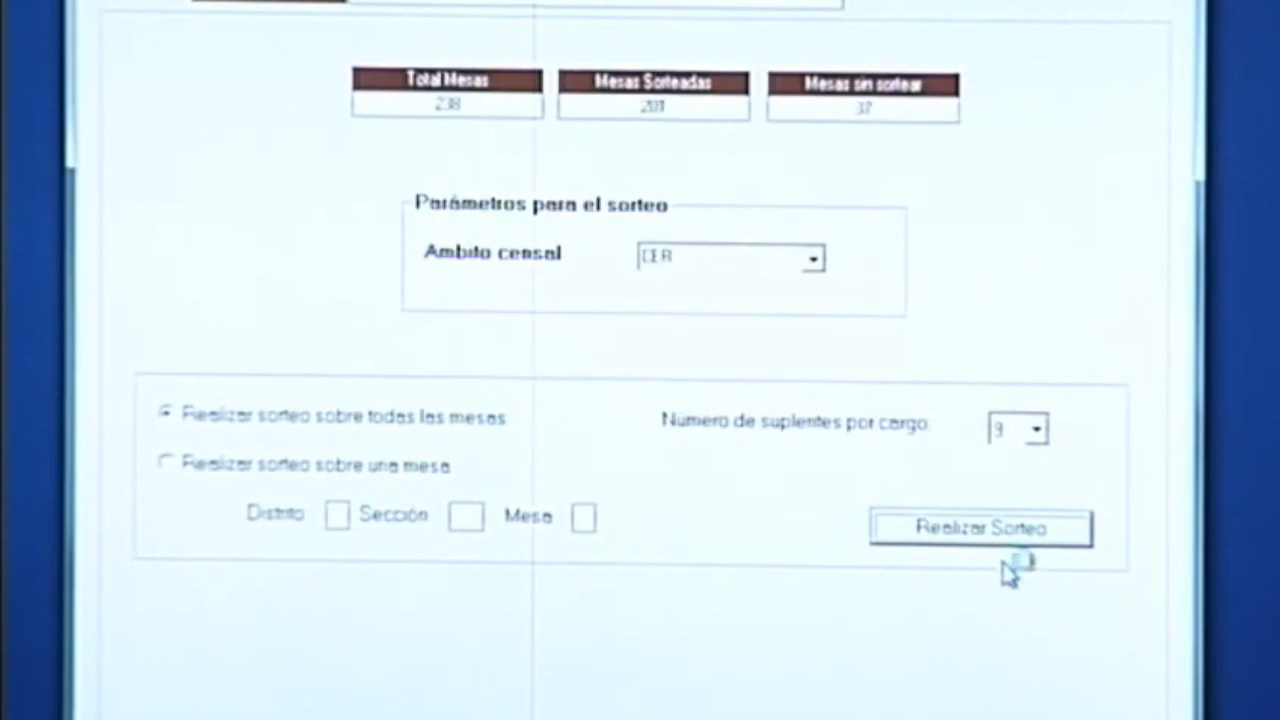 Total Mesas Mesas Sorteadas Mesas sin sortear
238 201 37
Parámetros para el sorteo
Ambito censal CER
Realizar sorteo sobre todas las mesas Número de suplentes por cargo: 9
Realizar sorteo sobre una mesa
Distrito Sección Mesa
Realizar Sorteo